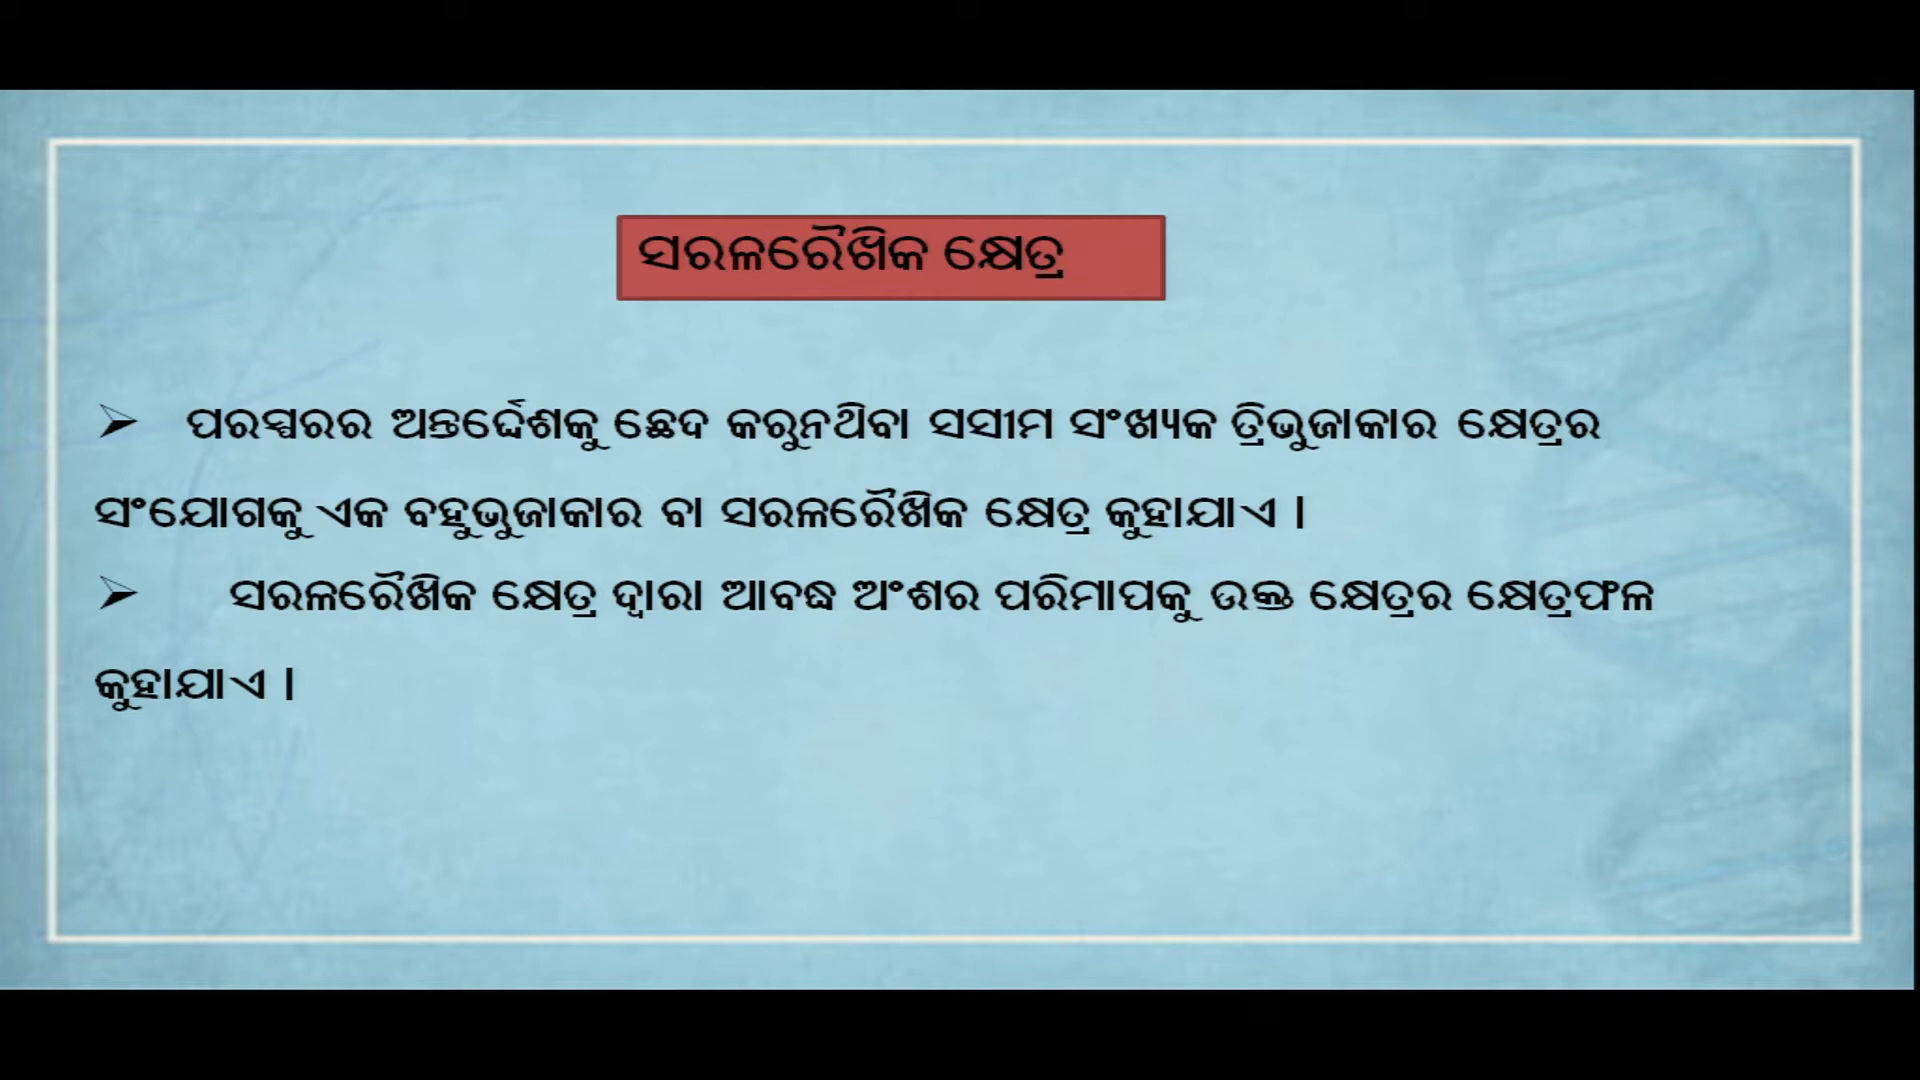 ସରଳରୈଖିକ କ୍ଷେତ୍ର
➢ ପରସ୍ପରର ଅନ୍ତର୍ଦ୍ଦେଶକୁ ଛେଦ କରୁନଥିବା ସସୀମ ସଂଖ୍ୟକ ତ୍ରିଭୁଜାକାର କ୍ଷେତ୍ରର
ସଂଯୋଗକୁ ଏକ ବହୁଭୁଜାକାର ବା ସରଳରୈଖିକ କ୍ଷେତ୍ର କୁହାଯାଏ ।
➢ ସରଳରୈଖିକ କ୍ଷେତ୍ର ଦ୍ୱାରା ଆବଦ୍ଧ ଅଂଶର ପରିମାପକୁ ଉକ୍ତ କ୍ଷେତ୍ରର କ୍ଷେତ୍ରଫଳ
କୁହାଯାଏ ।